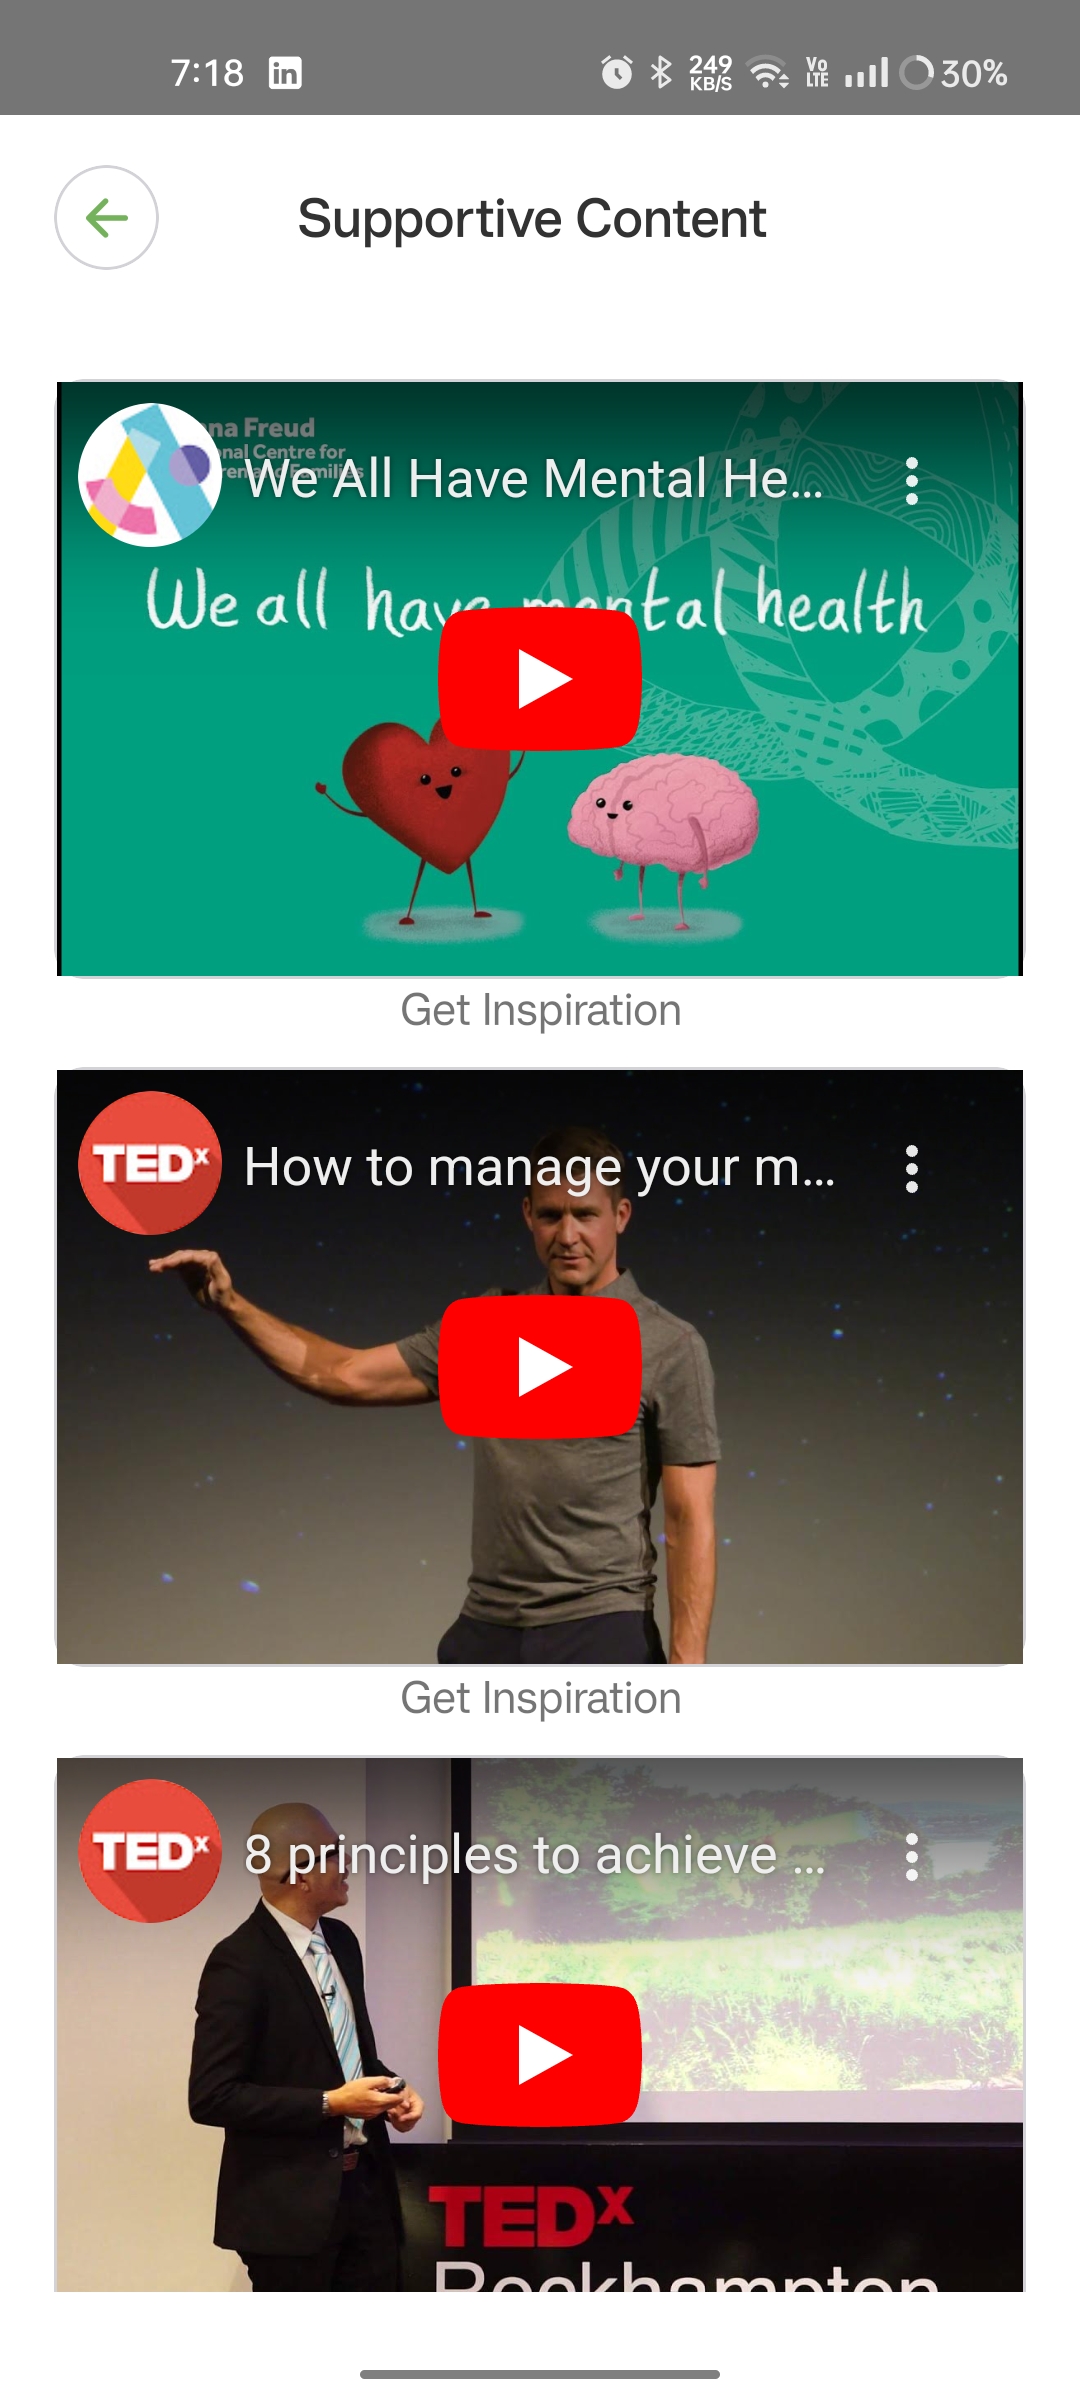 7:18 in 249 KB/S Vo LTE 30%
Supportive Content
na Freud
nal Centre for
ren and Families
We All Have Mental He...
We all have mental health
Get Inspiration
TEDx How to manage your m...
Get Inspiration
TEDx 8 principles to achieve ...
TEDx
Rockhampton